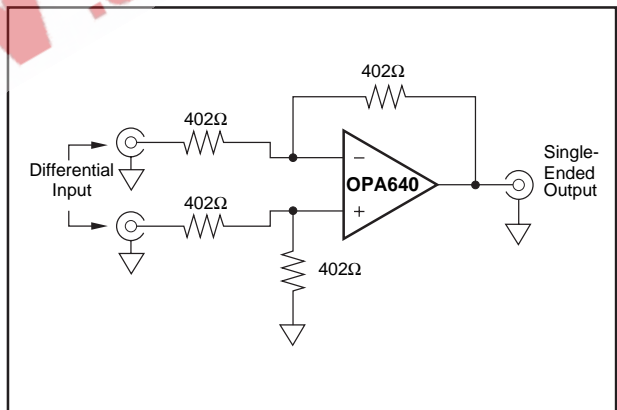 402Ω
402Ω
Differential
Input
402Ω
402Ω
OPA640
−
+
Single-
Ended
Output